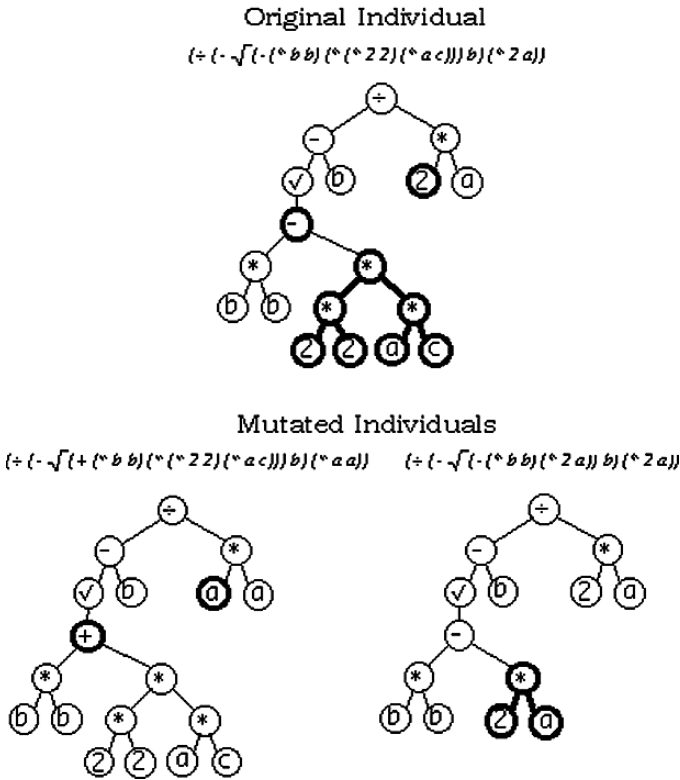 Original Individual
(÷ (- √ (- (* b b) (* (* 2 2) (* a c))) b) (* 2 a))
÷
- *
√ b 2 a
-
* *
b b * *
2 2 a c
Mutated Individuals
(÷ (- √ (+ (* b b) (* (* 2 2) (* a c))) b) (* a a)) (÷ (- √ (- (* b b) (* 2 a)) b) (* 2 a))
÷ ÷
- * - *
√ b a a √ b 2 a
+ -
* * * *
b b * * b b 2 a
2 2 a c